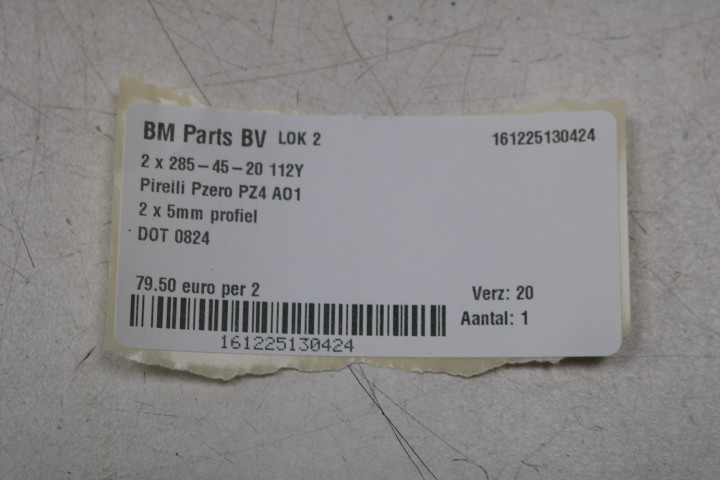 BM Parts BV LOK 2 161225130424
2 x 285-45-20 112Y
Pireili Pzero PZ4 AO1
2 x 5mm profiel
DOT 0824
79.50 euro per 2
Verz: 20
Aantal: 1
161225130424